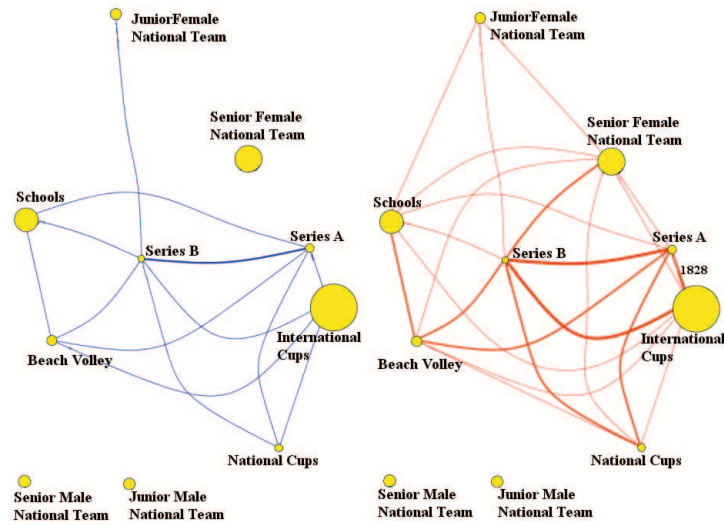 JuniorFemale
National Team
Senior Female
National Team
Schools
Series A
Series B
International
Cups
Beach Volley
National Cups
Senior Male
National Team
Junior Male
National Team
JuniorFemale
National Team
Senior Female
National Team
Schools
Series A
Series B
1828
International
Cups
Beach Volley
National Cups
Senior Male
National Team
Junior Male
National Team